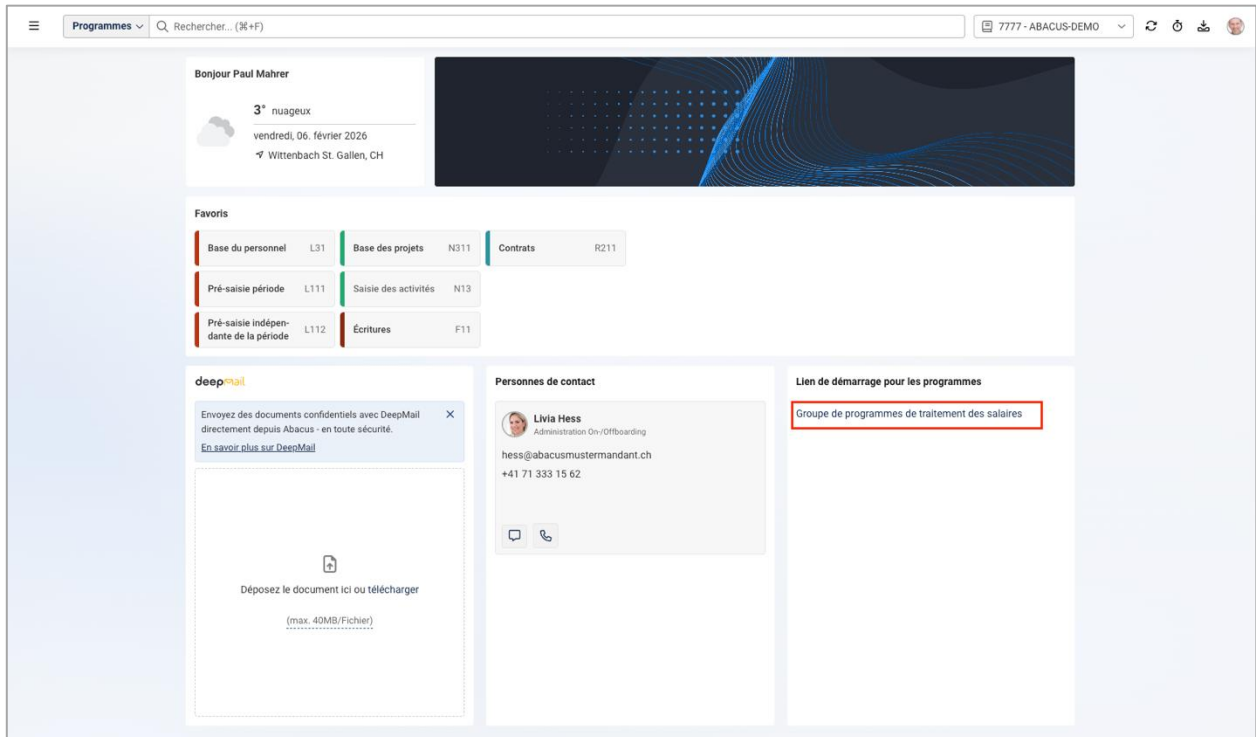 Programmes
Rechercher... (⌘+F)
7777 - ABACUS-DEMO
Bonjour Paul Mahrer
3° nuageux
vendredi, 06. février 2026
Wittenbach St. Gallen, CH
Favoris
Base du personnel L31
Base des projets N311
Contrats R211
Pré-saisie période L111
Saisie des activités N13
Pré-saisie indépen-
dante de la période L112
Écritures F11
deepmail
Envoyez des documents confidentiels avec DeepMail
directement depuis Abacus - en toute sécurité.
En savoir plus sur DeepMail
Déposez le document ici ou télécharger
(max. 40MB/Fichier)
Personnes de contact
Livia Hess
Administration On-/Offboarding
hess@abacusmustermandant.ch
+41 71 333 15 62
Lien de démarrage pour les programmes
Groupe de programmes de traitement des salaires